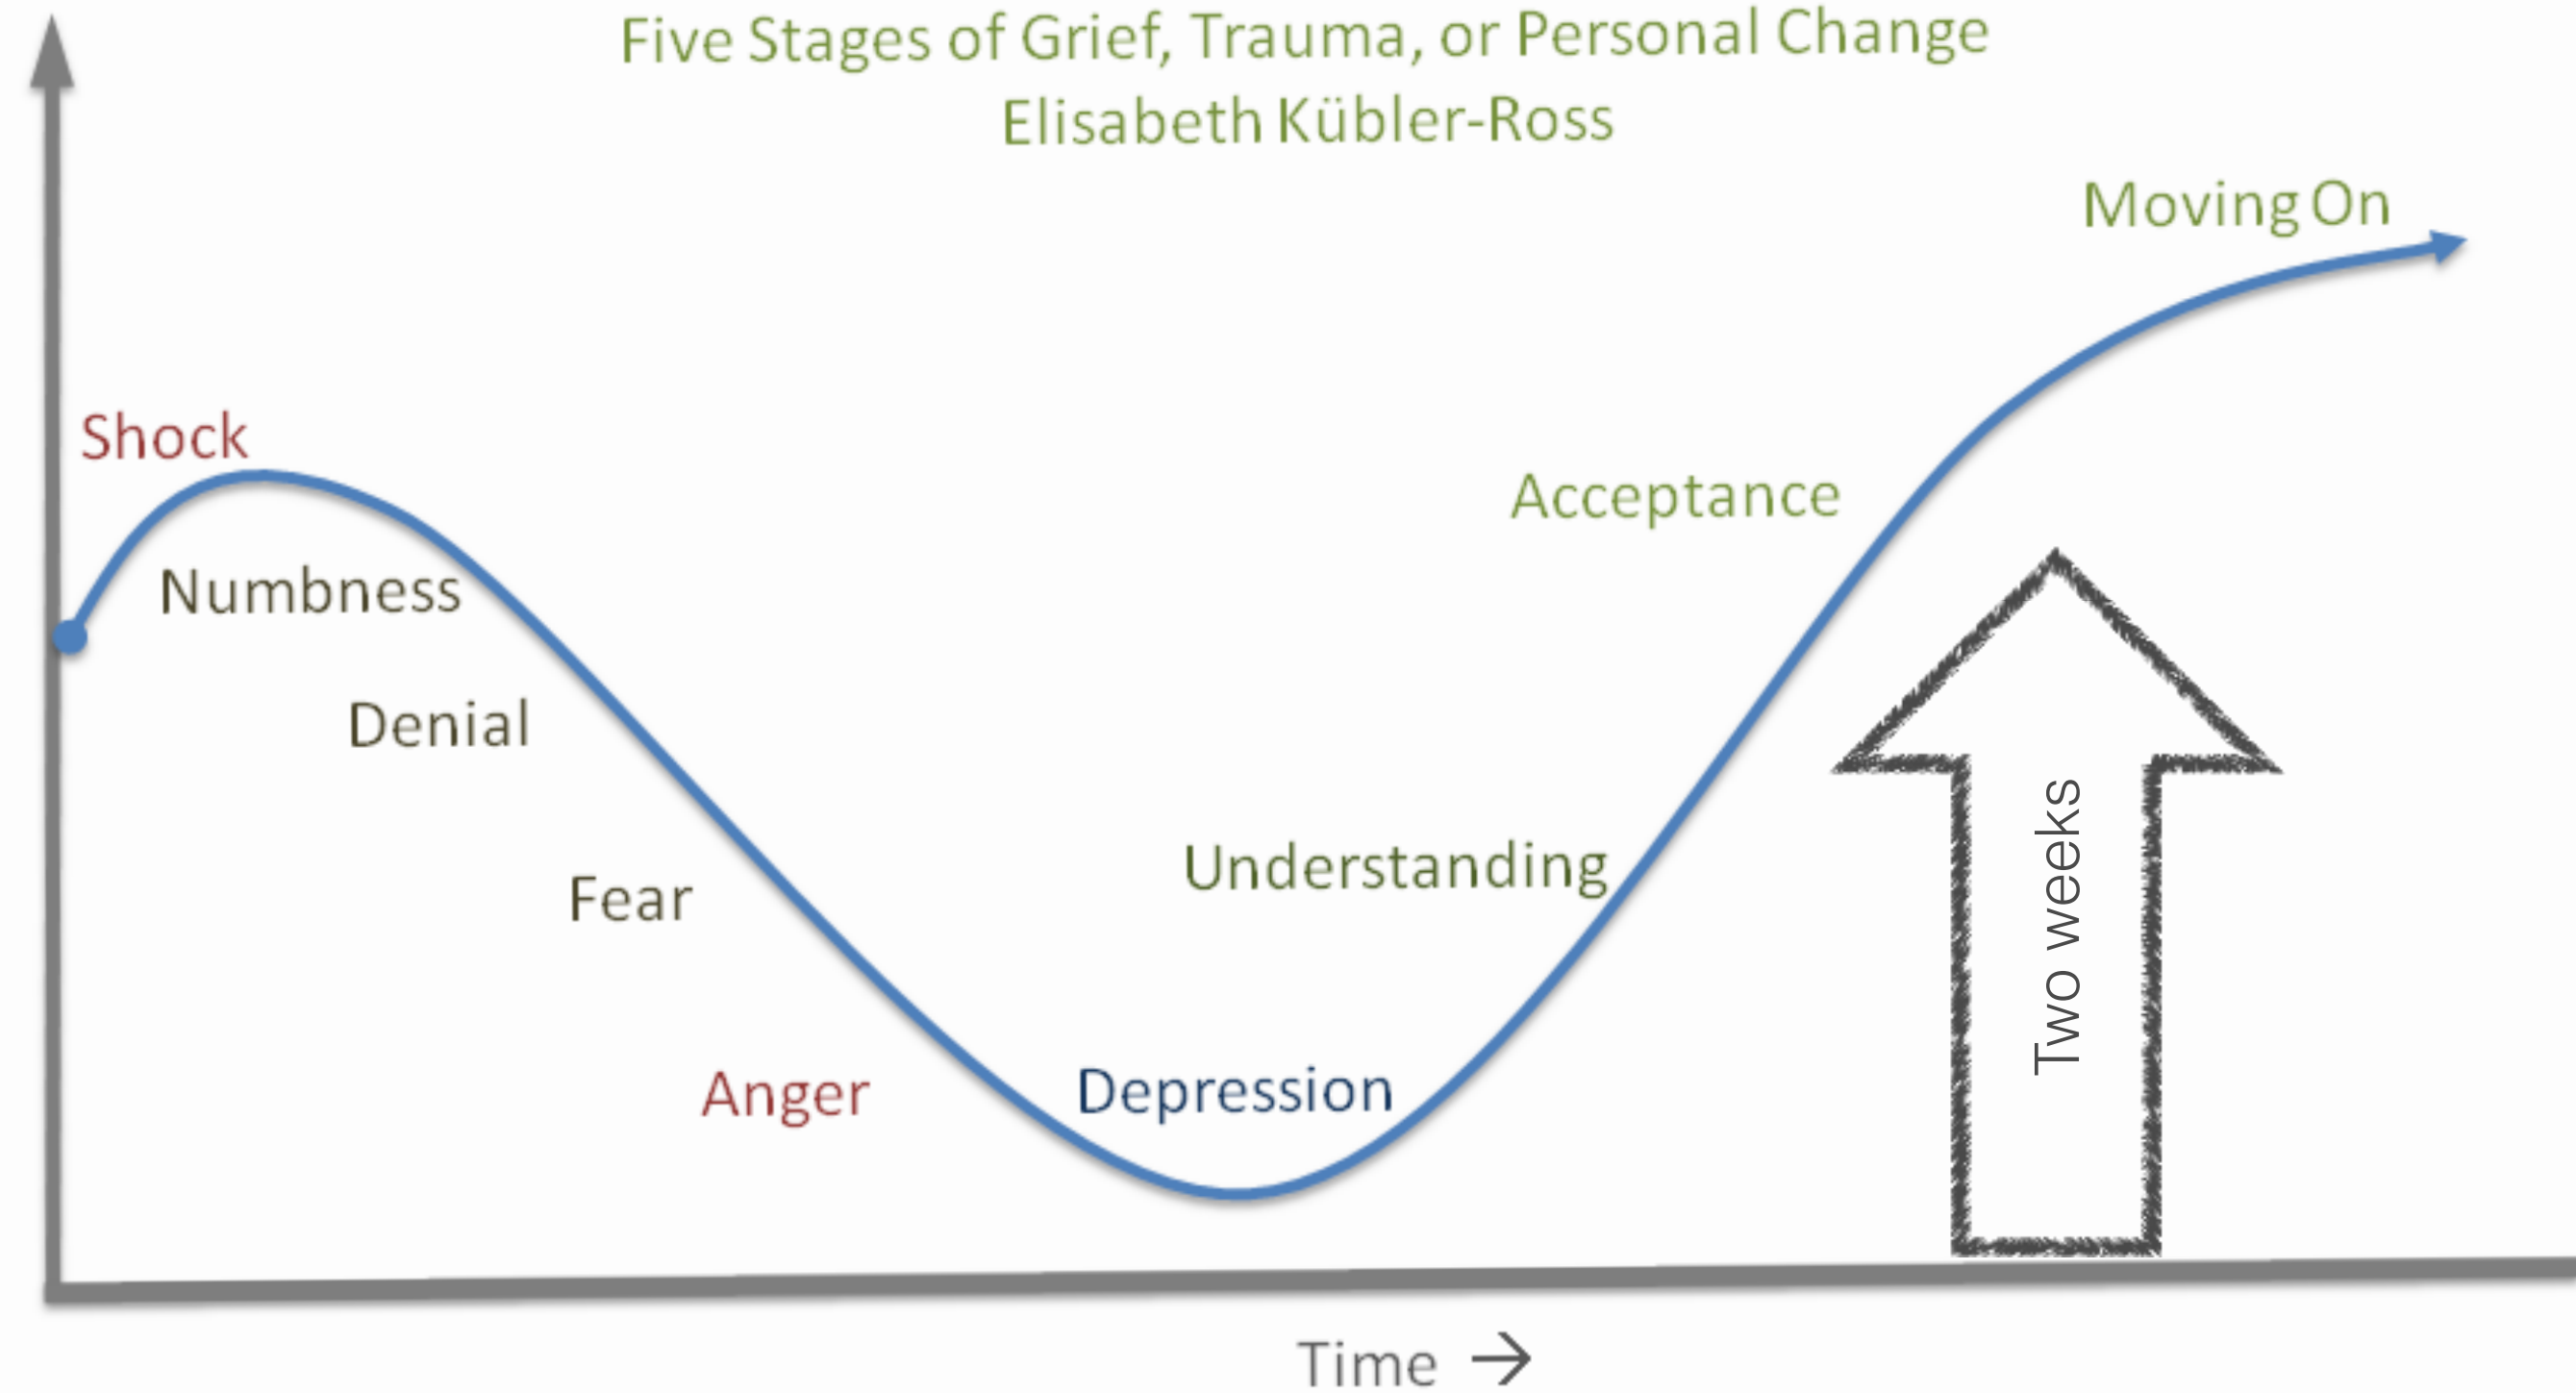 Five Stages of Grief, Trauma, or Personal Change
Elisabeth Kübler-Ross
Moving On
Shock
Acceptance
Numbness
Denial
Understanding
Fear
Two weeks
Anger
Depression
Time →